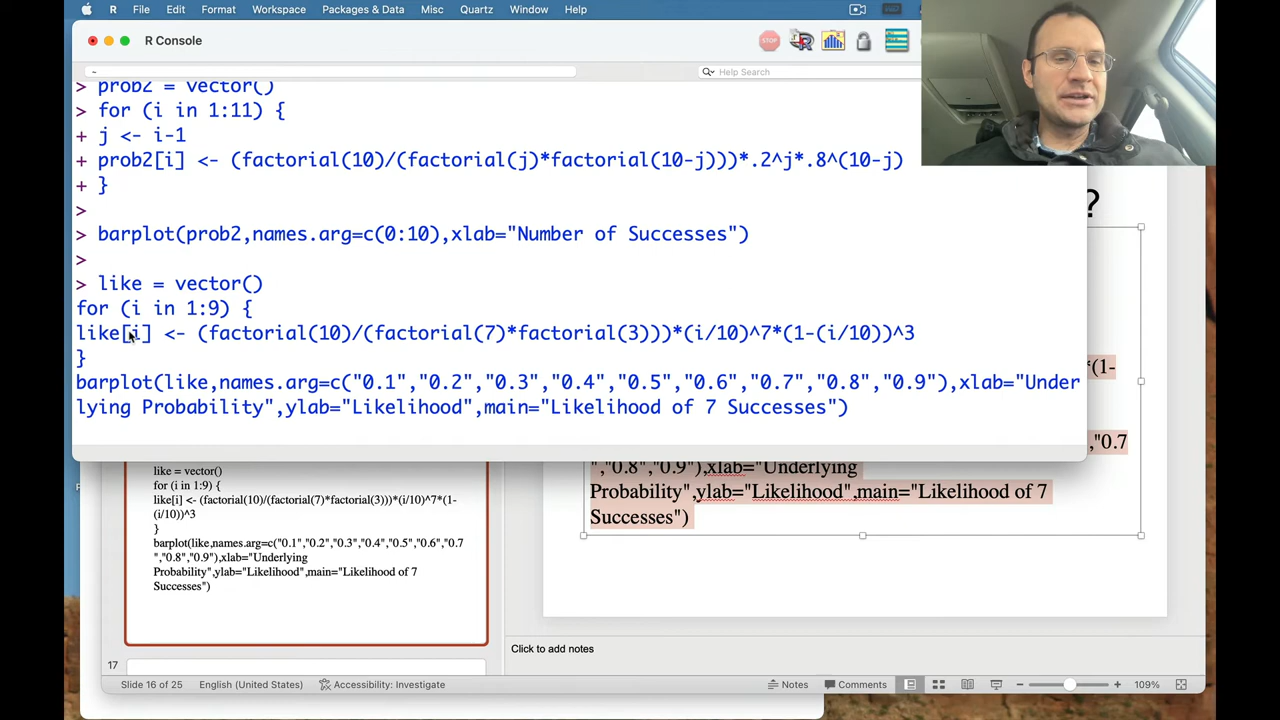 R File Edit Format Workspace Packages & Data Misc Quartz Window Help
R Console
STOP
~
Help Search
> prob2 = vector()
> for (i in 1:11) {
+ j <- i-1
+ prob2[i] <- (factorial(10)/(factorial(j)*factorial(10-j)))*.2^j*.8^(10-j)
+ }
>
> barplot(prob2,names.arg=c(0:10),xlab="Number of Successes")
>
> like = vector()
for (i in 1:9) {
like[i] <- (factorial(10)/(factorial(7)*factorial(3)))*(i/10)^7*(1-(i/10))^3
}
barplot(like,names.arg=c("0.1","0.2","0.3","0.4","0.5","0.6","0.7","0.8","0.9"),xlab="Under
lying Probability",ylab="Likelihood",main="Likelihood of 7 Successes")
?
*(1-
,"0.7
","0.8","0.9"),xlab="Underlying
Probability",ylab="Likelihood",main="Likelihood of 7
Successes")
like = vector()
for (i in 1:9) {
like[i] <- (factorial(10)/(factorial(7)*factorial(3)))*(i/10)^7*(1-
(i/10))^3
}
barplot(like,names.arg=c("0.1","0.2","0.3","0.4","0.5","0.6","0.7
","0.8","0.9"),xlab="Underlying
Probability",ylab="Likelihood",main="Likelihood of 7
Successes")
17
Click to add notes
Slide 16 of 25 English (United States) Accessibility: Investigate Notes Comments 109%